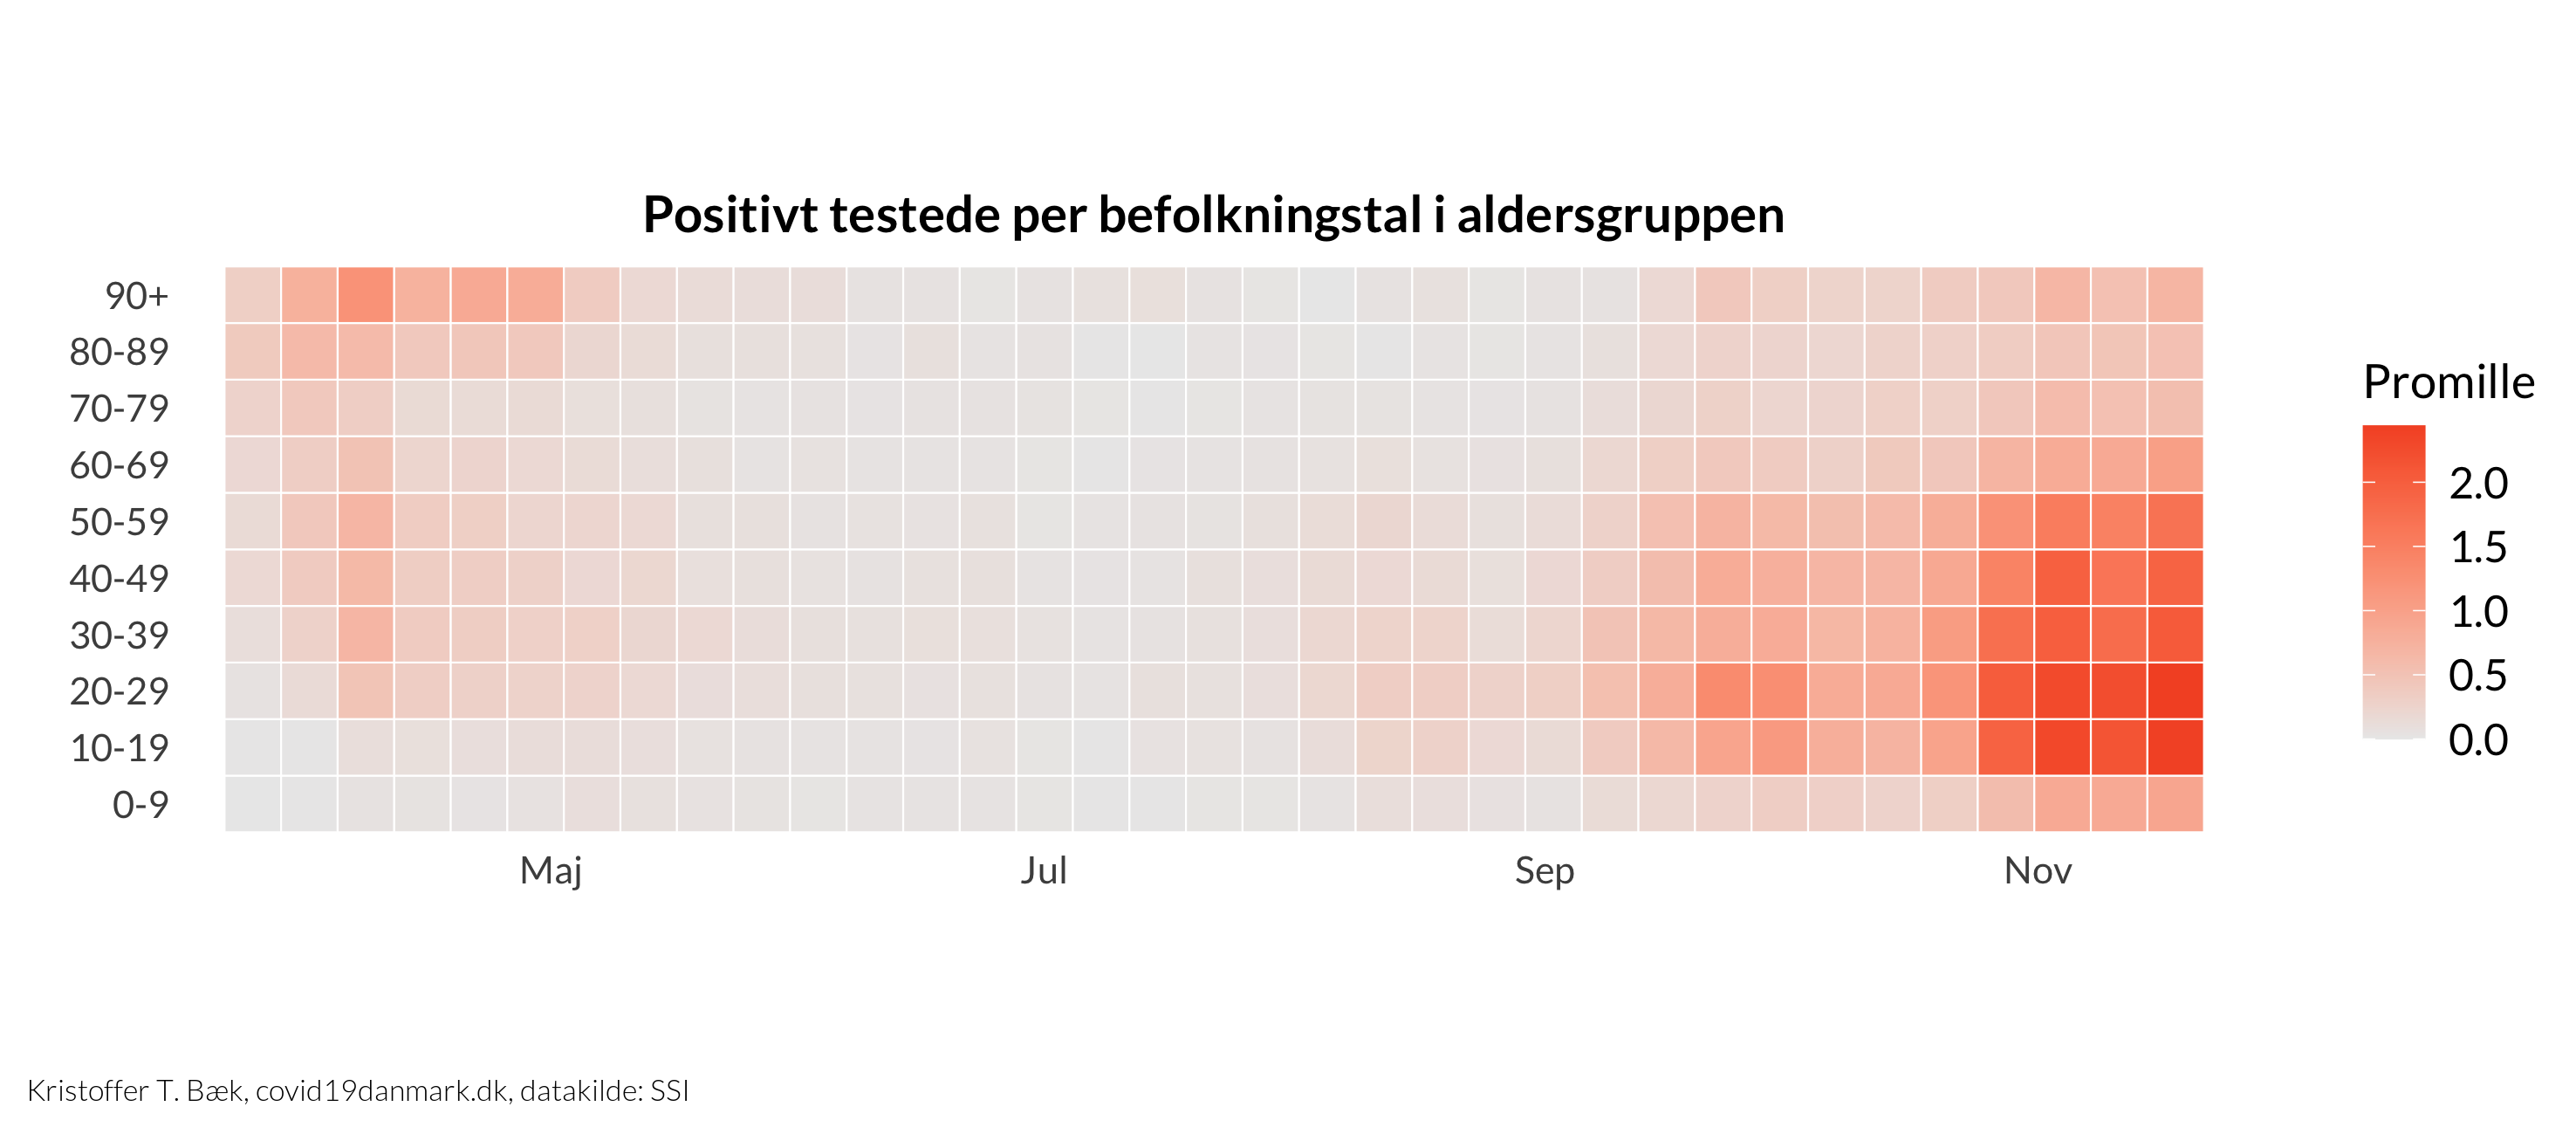 Positivt testede per befolkningstal i aldersgruppen
90+
80-89
70-79
60-69
50-59
40-49
30-39
20-29
10-19
0-9
Maj
Jul
Sep
Nov
Promille
2.0
1.5
1.0
0.5
0.0
Kristoffer T. Bæk, covid19danmark.dk, datakilde: SSI